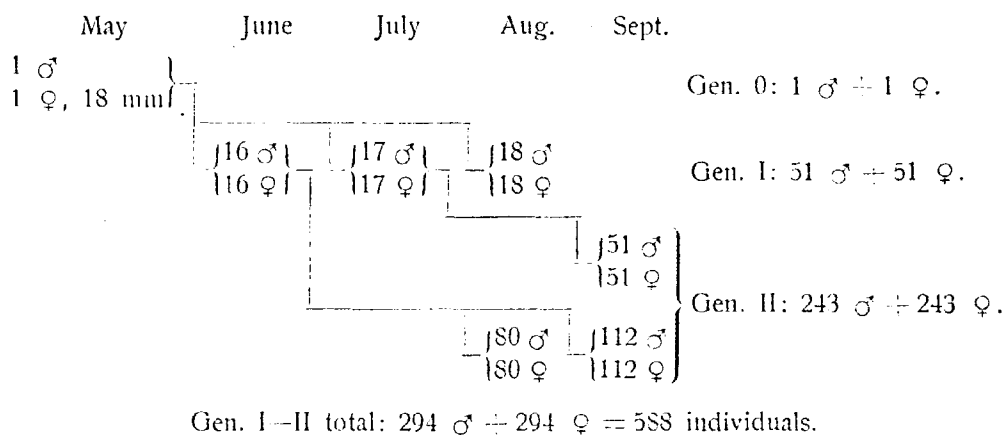 May June July Aug. Sept.
1 ♂
1 ♀, 18 mm
Gen. 0: 1 ♂ + 1 ♀.
16 ♂ 17 ♂ 18 ♂
16 ♀ 17 ♀ 18 ♀
Gen. I: 51 ♂ + 51 ♀.
51 ♂
51 ♀
Gen. II: 243 ♂ + 243 ♀.
80 ♂ 112 ♂
80 ♀ 112 ♀
Gen. I–II total: 294 ♂ + 294 ♀ = 588 individuals.